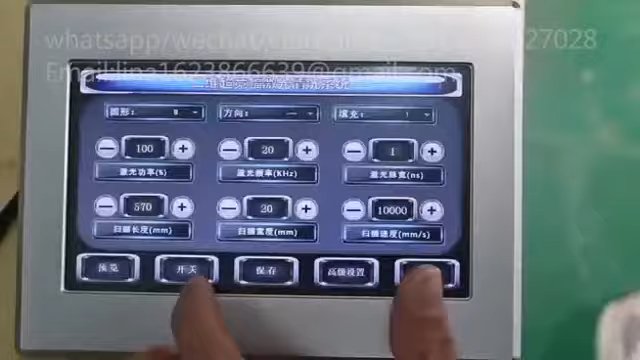 whatsapp/wechat 27028
Email:lina1623866639@gmail.com
图形:
方向:
填充:
100
20
1
激光功率(%)
激光频率(KHz)
激光脉宽(ns)
570
20
10000
扫描长度(mm)
扫描宽度(mm)
扫描速度(mm/s)
预览
开关
保存
高级设置